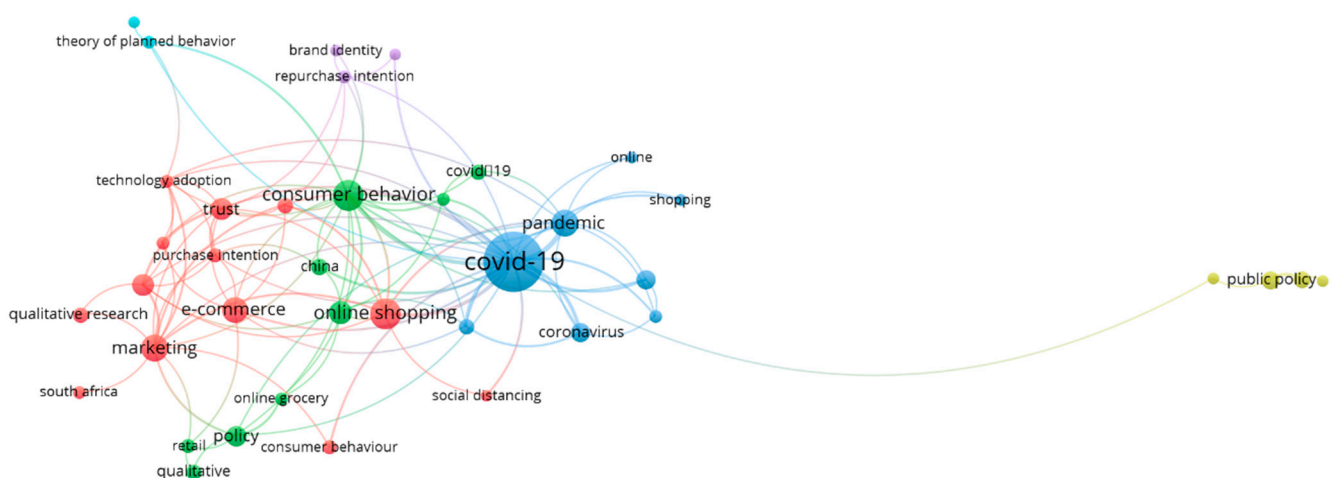 theory of planned behavior
brand identity
repurchase intention
online
covid▯19
technology adoption
consumer behavior
shopping
trust
pandemic
purchase intention
covid-19
china
public policy
e-commerce
online shopping
qualitative research
coronavirus
marketing
south africa
social distancing
online grocery
policy
retail
consumer behaviour
qualitative